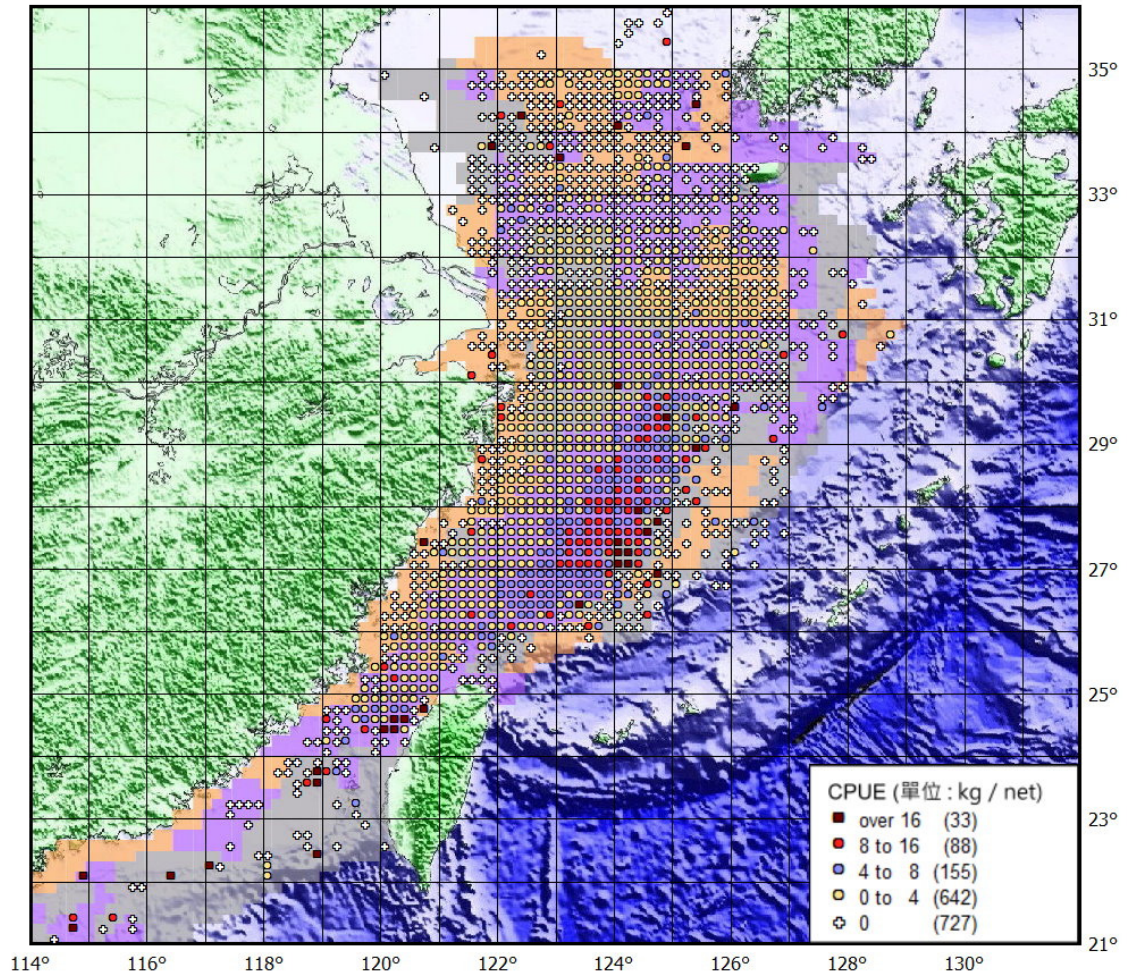 35°
33°
31°
29°
27°
25°
CPUE (單位 : kg / net)
over 16 (33)
8 to 16 (88)
4 to 8 (155)
0 to 4 (642)
0 (727)
23°
21°
114 116 118 120 122 124 126 128 130